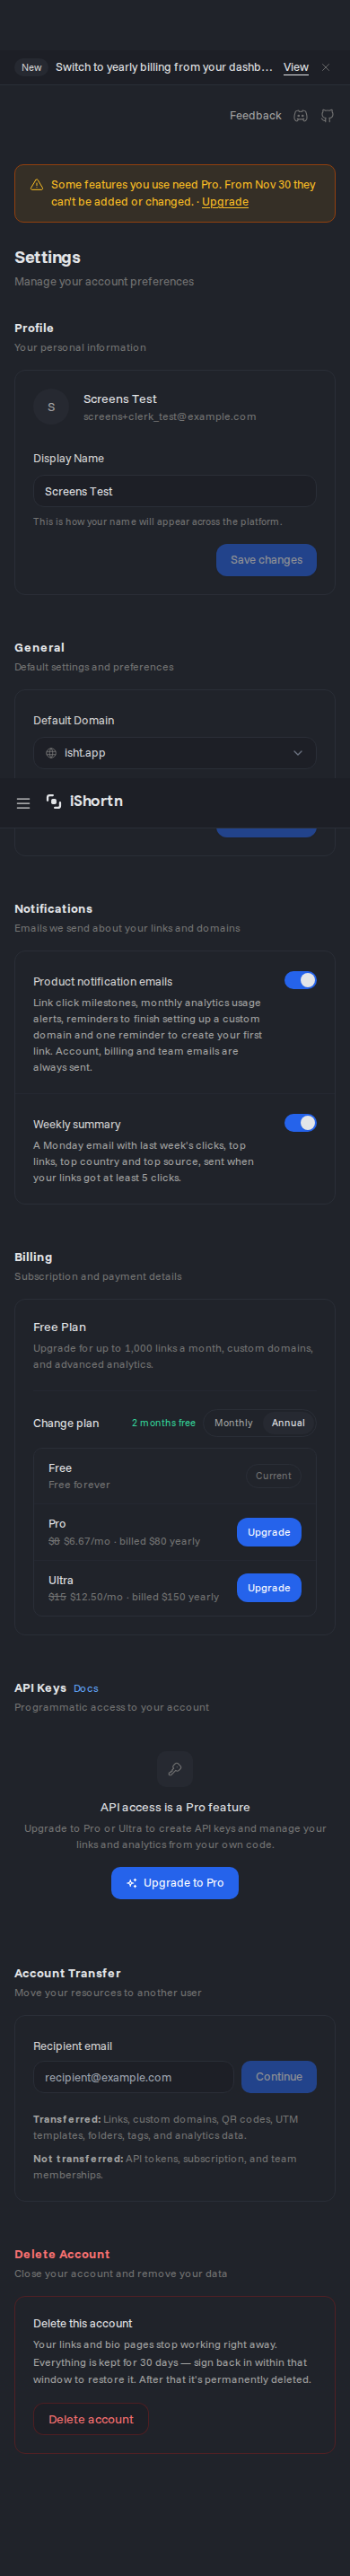 New Switch to yearly billing from your dashb... View
Feedback
Some features you use need Pro. From Nov 30 they
can't be added or changed. · Upgrade
Settings
Manage your account preferences
Profile
Your personal information
S
Screens Test
screens+clerk_test@example.com
Display Name
Screens Test
This is how your name will appear across the platform.
Save changes
General
Default settings and preferences
Default Domain
isht.app
iShortn
Notifications
Emails we send about your links and domains
Product notification emails
Link click milestones, monthly analytics usage
alerts, reminders to finish setting up a custom
domain and one reminder to create your first
link. Account, billing and team emails are
always sent.
Weekly summary
A Monday email with last week's clicks, top
links, top country and top source, sent when
your links got at least 5 clicks.
Billing
Subscription and payment details
Free Plan
Upgrade for up to 1,000 links a month, custom domains,
and advanced analytics.
Change plan 2 months free Monthly Annual
Free
Free forever
Current
Pro
$8 $6.67/mo · billed $80 yearly
Upgrade
Ultra
$15 $12.50/mo · billed $150 yearly
Upgrade
API Keys Docs
Programmatic access to your account
API access is a Pro feature
Upgrade to Pro or Ultra to create API keys and manage your
links and analytics from your own code.
Upgrade to Pro
Account Transfer
Move your resources to another user
Recipient email
recipient@example.com Continue
Transferred: Links, custom domains, QR codes, UTM
templates, folders, tags, and analytics data.
Not transferred: API tokens, subscription, and team
memberships.
Delete Account
Close your account and remove your data
Delete this account
Your links and bio pages stop working right away.
Everything is kept for 30 days — sign back in within that
window to restore it. After that it's permanently deleted.
Delete account